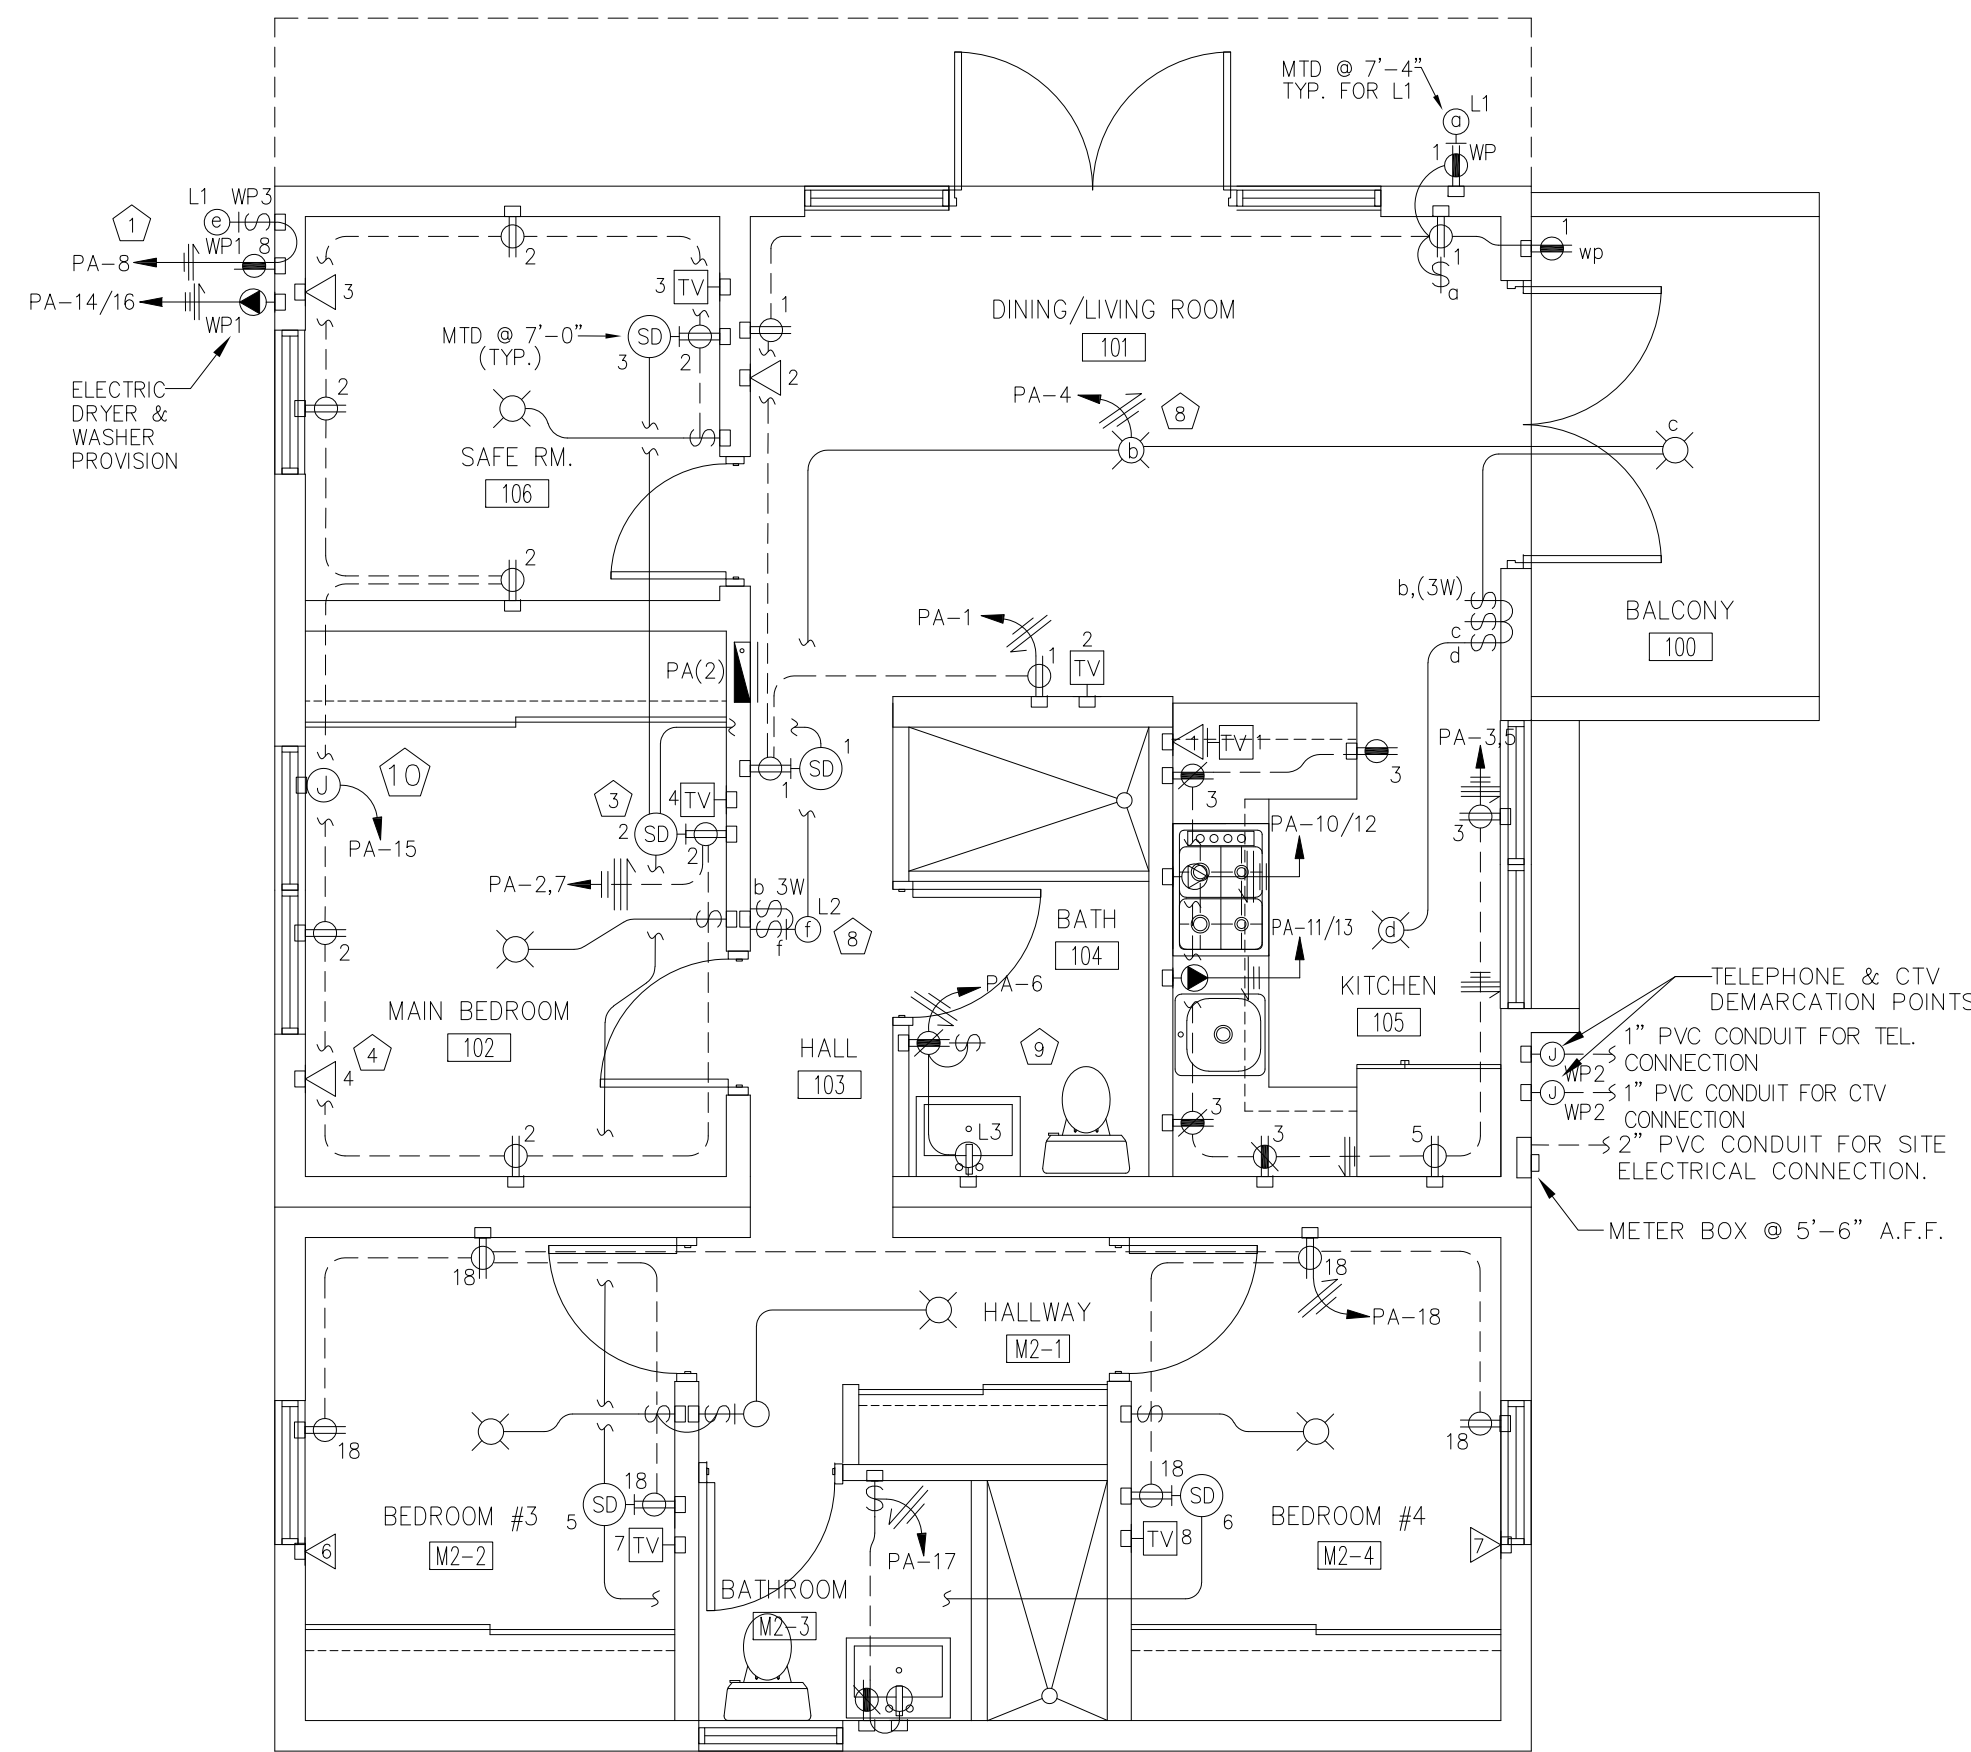 MTD @ 7'-4"
TYP. FOR L1
L1
a
1 WP
L1 WP3
e
1
WP1 8
PA-8
PA-14/16
WP1
ELECTRIC
DRYER &
WASHER
PROVISION
2
3
3 TV
MTD @ 7'-0"
(TYP.)
SD
3
2
2
SAFE RM.
106
2
1
2
DINING/LIVING ROOM
101
1
a
1
wp
PA-4
8
b
c
b,(3W)
c
d
BALCONY
100
PA-1
1
2
TV
PA(2)
SD
1
1
J
10
PA-15
3
4 TV
2 SD
2
PA-2,7
b 3W
L2
f
f
8
2
MAIN BEDROOM
102
4
4
2
HALL
103
PA-6
BATH
104
9
L3
1
TV 1
3
3
PA-3,5
3
PA-10/12
PA-11/13
d
KITCHEN
105
3
3
5
TELEPHONE & CTV
DEMARCATION POINTS
J
WP2
1" PVC CONDUIT FOR TEL.
CONNECTION
J
WP2
1" PVC CONDUIT FOR CTV
CONNECTION
2" PVC CONDUIT FOR SITE
ELECTRICAL CONNECTION.
METER BOX @ 5'-6" A.F.F.
18
18
PA-18
HALLWAY
M2-1
18
18
18
SD
5
7 TV
BEDROOM #3
M2-2
6
18
SD
6
TV 8
BEDROOM #4
M2-4
7
PA-17
BATHROOM
M2-3